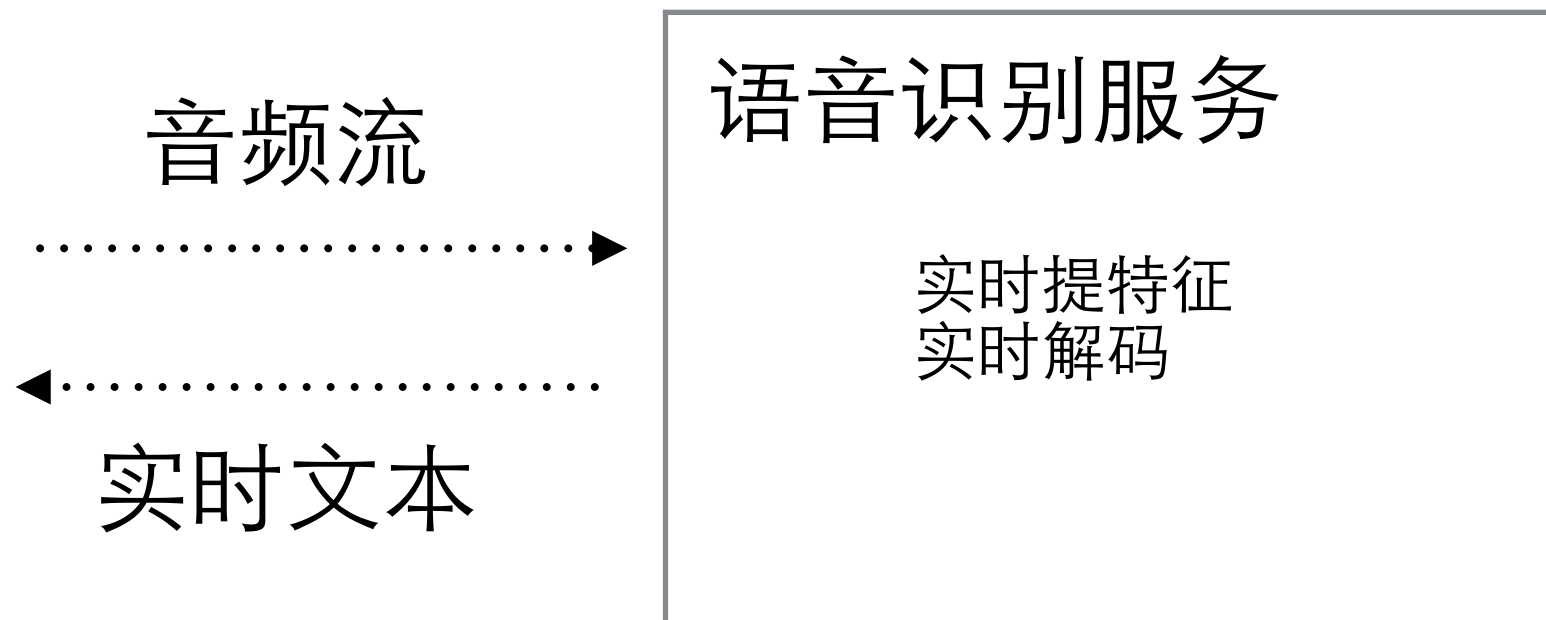 音频流
实时文本
语音识别服务
实时提特征
实时解码